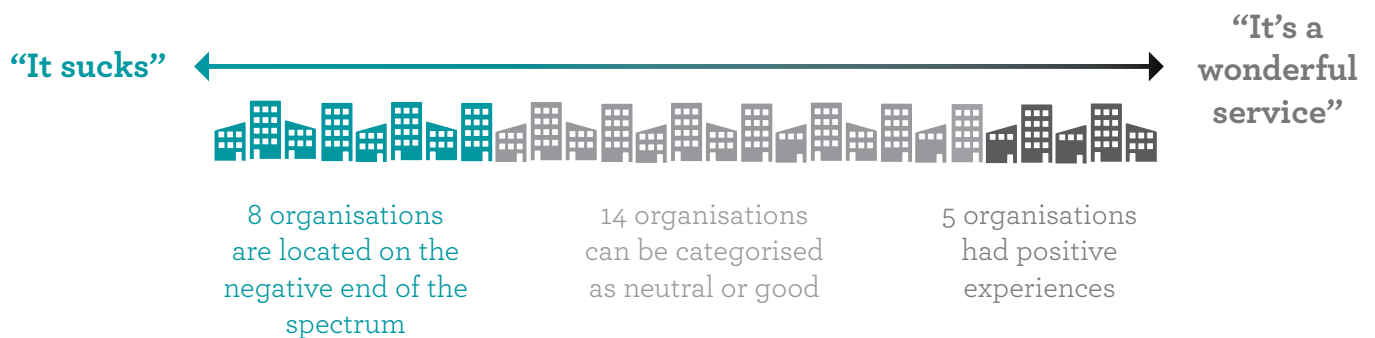 “It sucks”
“It’s a
wonderful
service”
8 organisations
are located on the
negative end of the
spectrum
14 organisations
can be categorised
as neutral or good
5 organisations
had positive
experiences